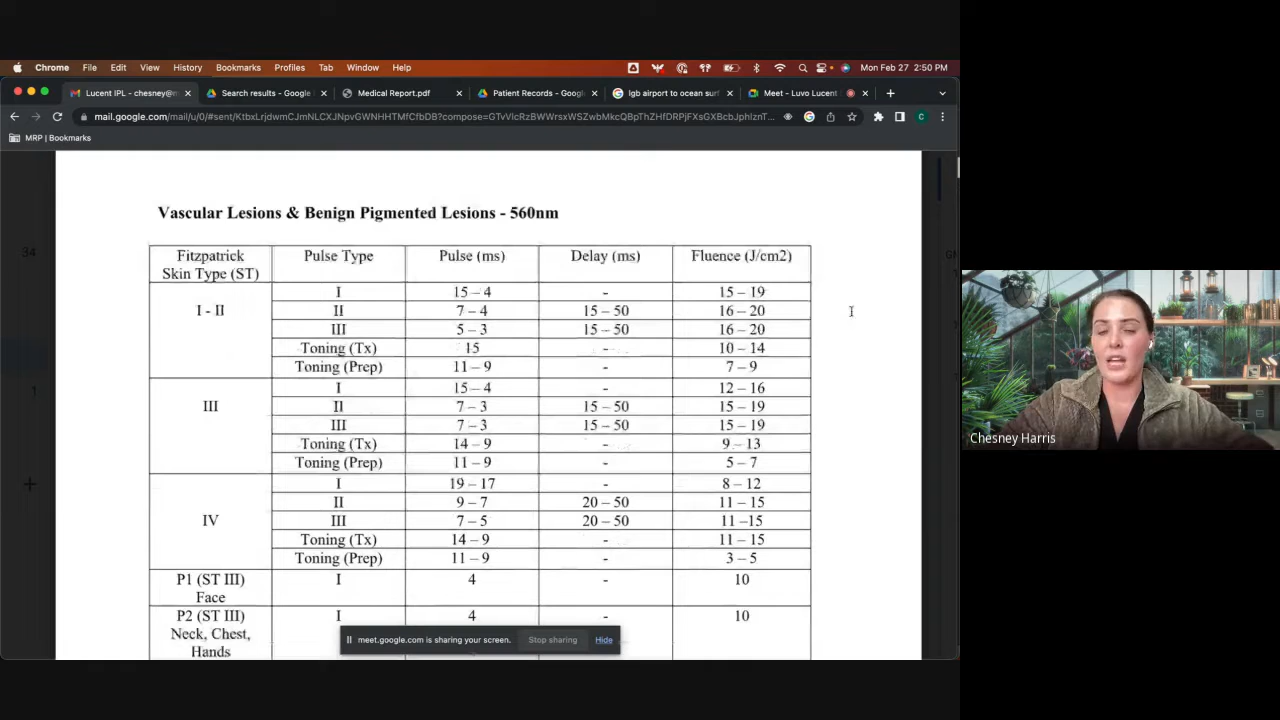 Chrome File Edit View History Bookmarks Profiles Tab Window Help Mon Feb 27 2:50 PM
Lucent IPL - chesney@m Search results - Google Medical Report.pdf Patient Records - Goog lgb airport to ocean surf Meet - Luvo Lucent
mail.google.com/mail/u/0/#sent/
MRP | Bookmarks
Vascular Lesions & Benign Pigmented Lesions - 560nm
Fitzpatrick Skin Type (ST) Pulse Type Pulse (ms) Delay (ms) Fluence (J/cm2)
I 15 – 4 - 15 – 19
I - II II 7 – 4 15 – 50 16 – 20
III 5 – 3 15 – 50 16 – 20
Toning (Tx) 15 - 10 – 14
Toning (Prep) 11 – 9 - 7 – 9
I 15 – 4 - 12 – 16
III II 7 – 3 15 – 50 15 – 19
III 7 – 3 15 – 50 15 – 19
Toning (Tx) 14 – 9 - 9 – 13
Toning (Prep) 11 – 9 - 5 – 7
I 19 – 17 - 8 – 12
II 9 – 7 20 – 50 11 – 15
IV III 7 – 5 20 – 50 11 –15
Toning (Tx) 14 – 9 - 11 – 15
Toning (Prep) 11 – 9 - 3 – 5
P1 (ST III) I 4 - 10
Face
P2 (ST III) I 4 - 10
Neck, Chest,
Hands
34
1
meet.google.com is sharing your screen. Stop sharing Hide
Chesney Harris